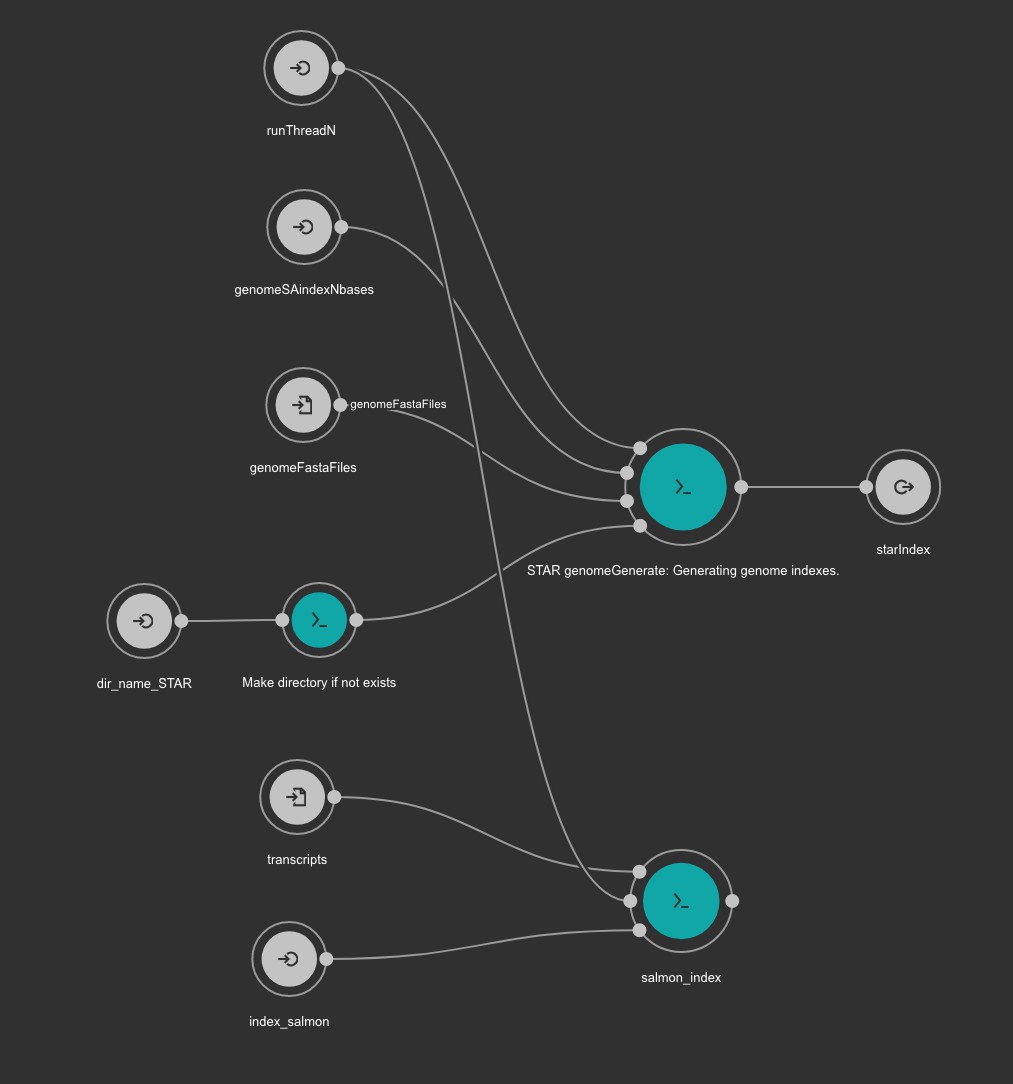 runThreadN
genomeSAindexNbases
genomeFastaFiles
genomeFastaFiles
starIndex
STAR genomeGenerate: Generating genome indexes.
dir_name_STAR
Make directory if not exists
transcripts
salmon_index
index_salmon